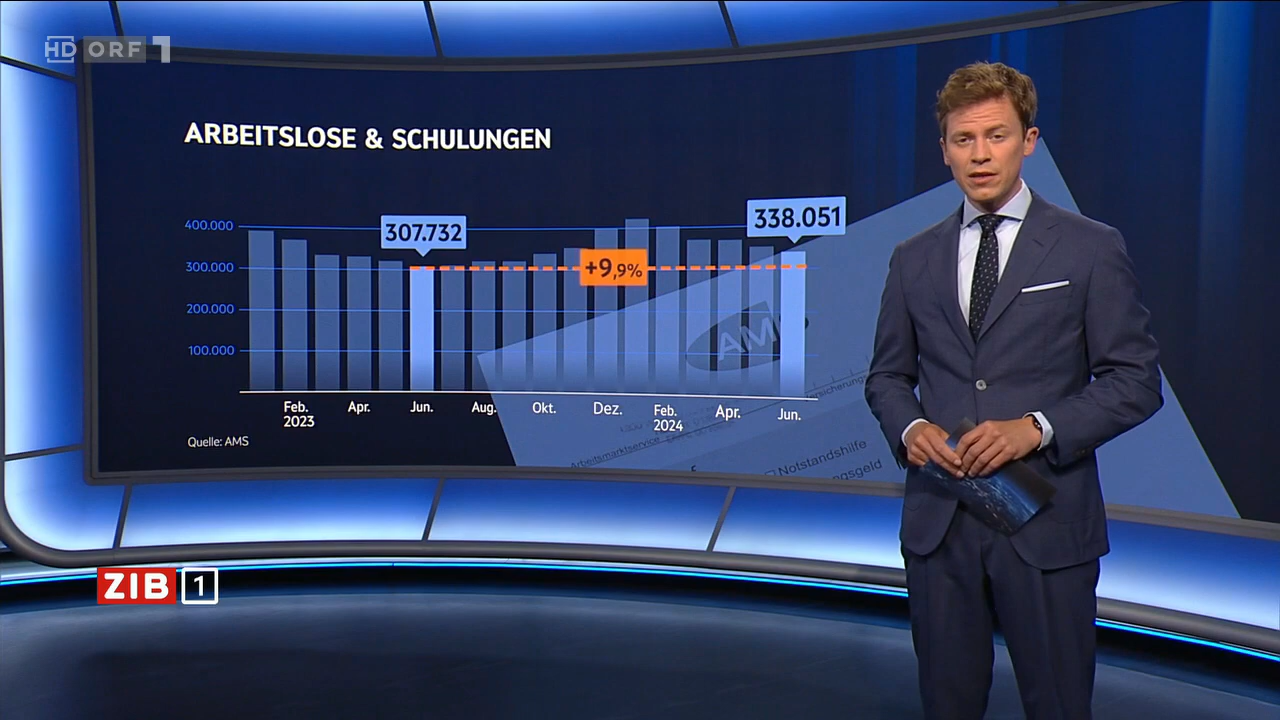 HD ORF 1
ARBEITSLOSE & SCHULUNGEN
400.000
300.000
200.000
100.000
307.732
+9,9%
338.051
Feb.
2023
Apr.
Jun.
Aug.
Okt.
Dez.
Feb.
2024
Apr.
Jun.
Quelle: AMS
AMS
Arbeitsmarktservice
Notstandshilfe
ZIB 1